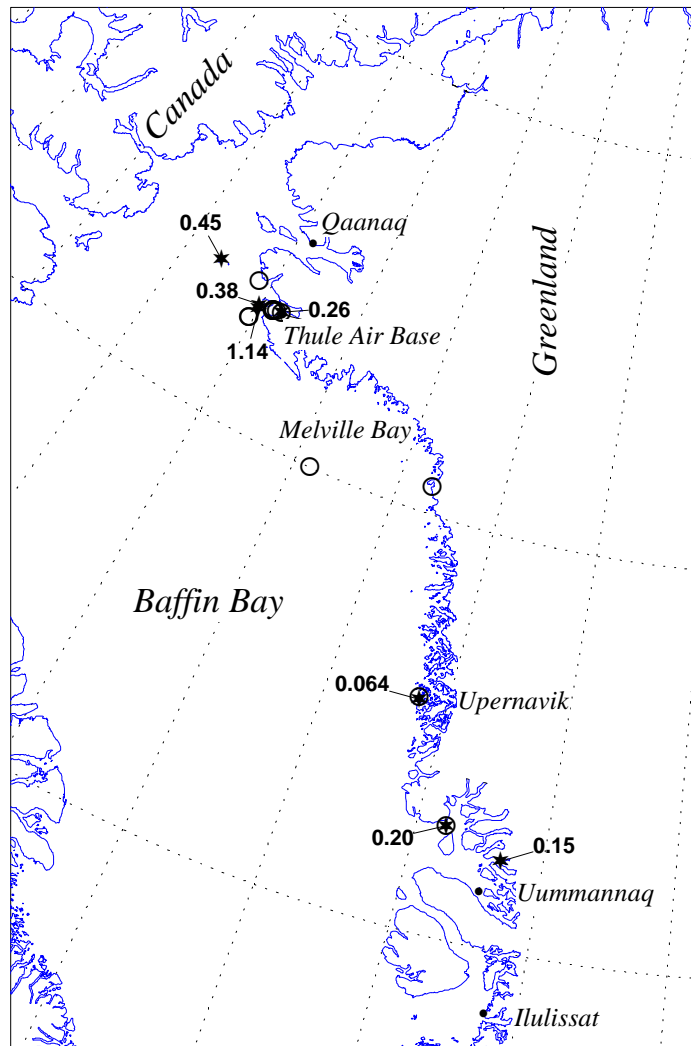 Canada
0.45
Qaanaq
Greenland
0.38
0.26
Thule Air Base
1.14
Melville Bay
Baffin Bay
0.064
Upernavik
0.20
0.15
Uummannaq
Ilulissat